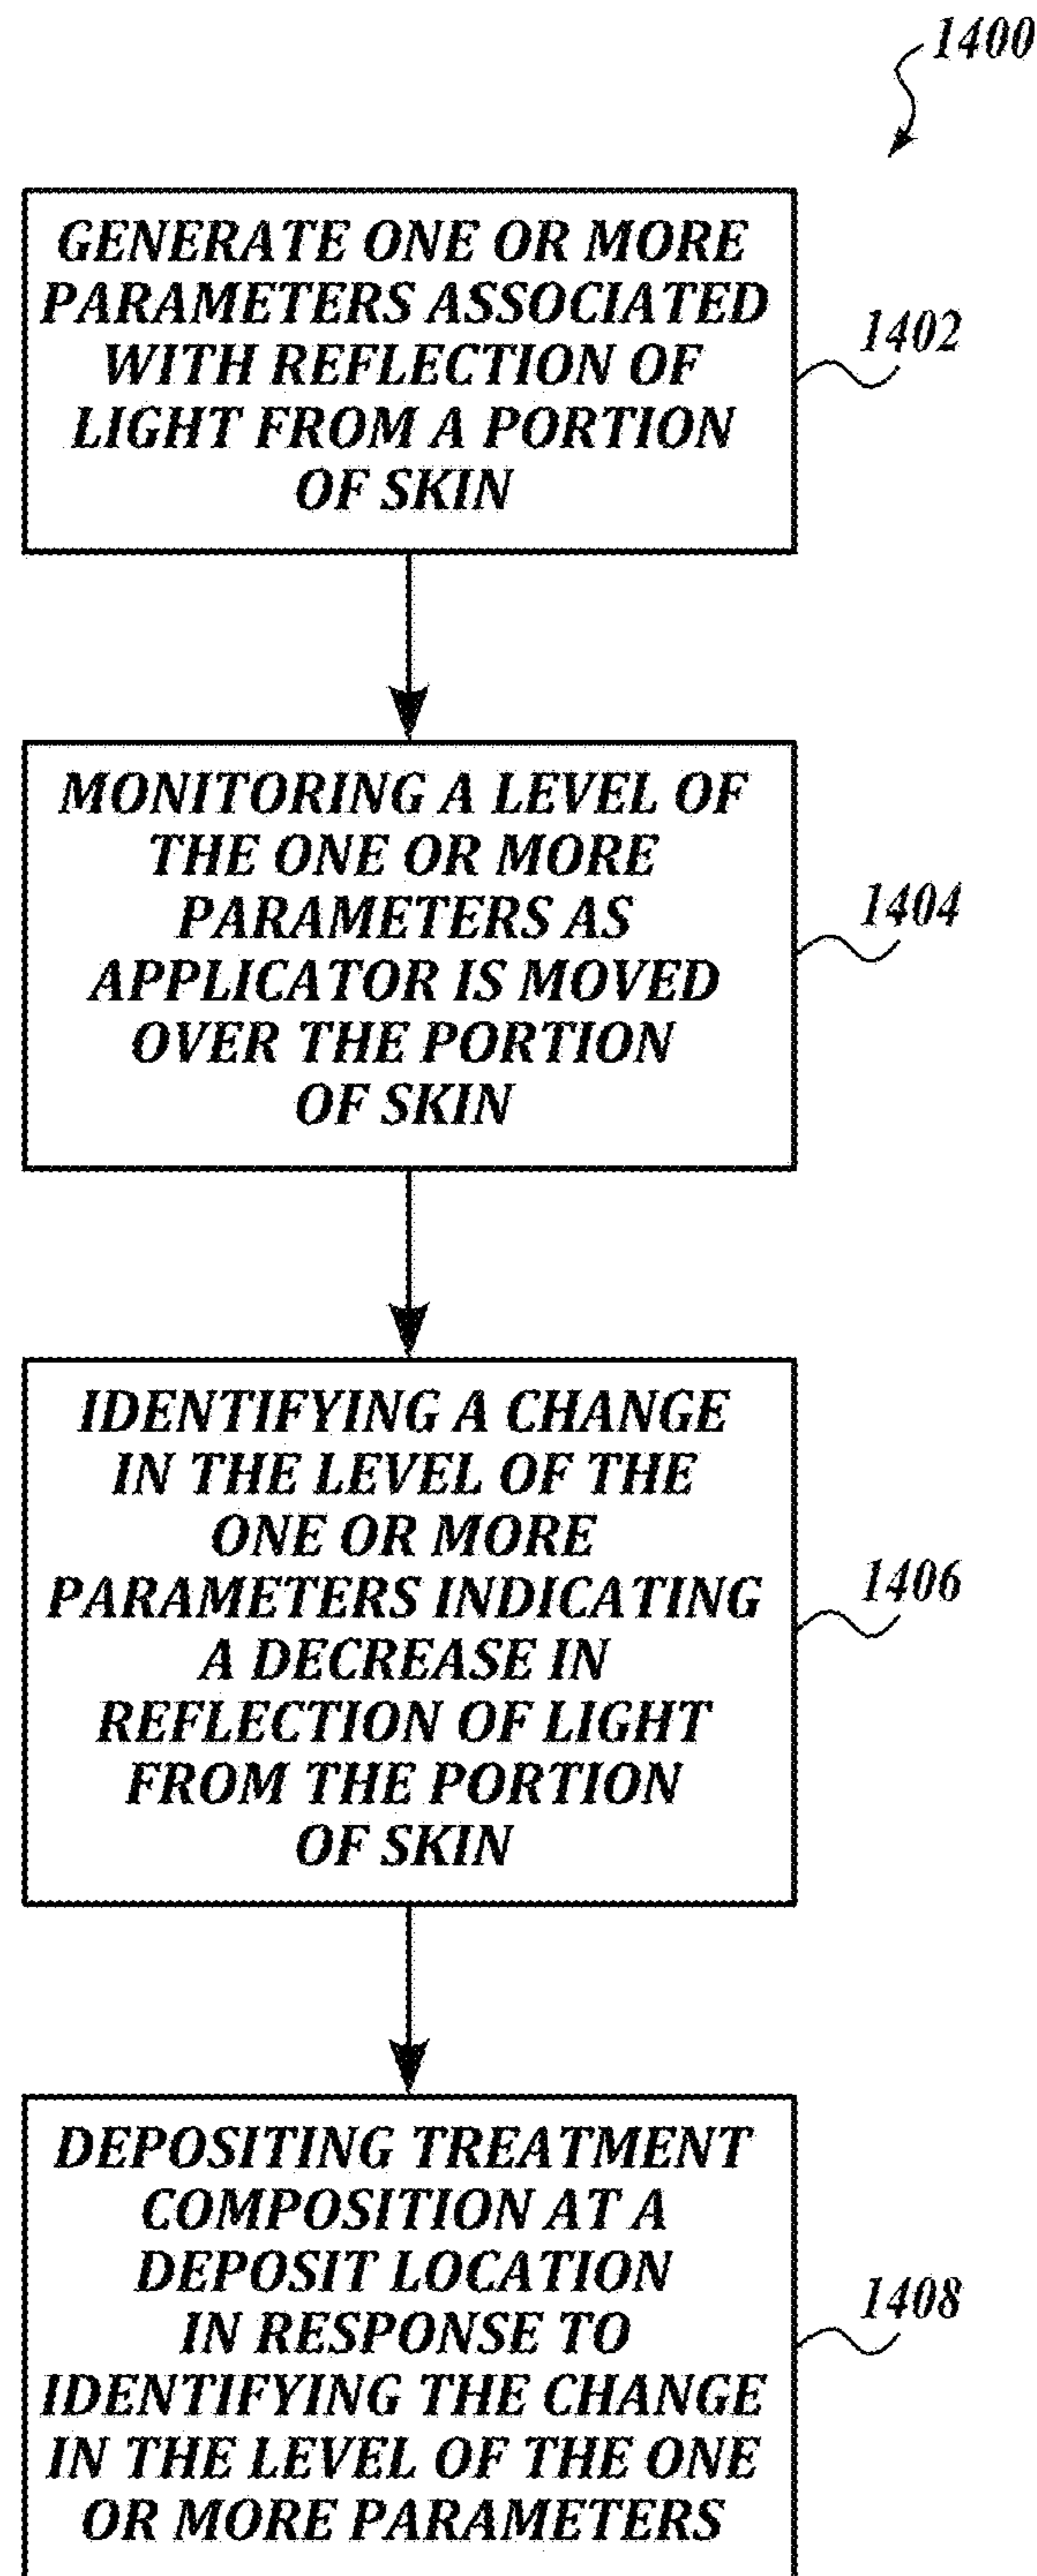 1400
GENERATE ONE OR MORE
PARAMETERS ASSOCIATED
WITH REFLECTION OF
LIGHT FROM A PORTION
OF SKIN
1402
MONITORING A LEVEL OF
THE ONE OR MORE
PARAMETERS AS
APPLICATOR IS MOVED
OVER THE PORTION
OF SKIN
1404
IDENTIFYING A CHANGE
IN THE LEVEL OF THE
ONE OR MORE
PARAMETERS INDICATING
A DECREASE IN
REFLECTION OF LIGHT
FROM THE PORTION
OF SKIN
1406
DEPOSITING TREATMENT
COMPOSITION AT A
DEPOSIT LOCATION
IN RESPONSE TO
IDENTIFYING THE CHANGE
IN THE LEVEL OF THE ONE
OR MORE PARAMETERS
1408